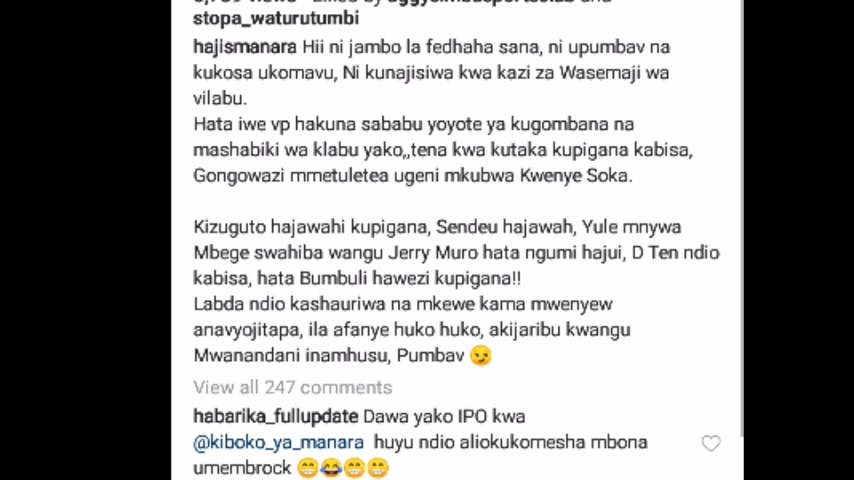 stopa_waturutumbi
hajismanara Hii ni jambo la fedhaha sana, ni upumbav na
kukosa ukomavu, Ni kunajisiwa kwa kazi za Wasemaji wa
vilabu.
Hata iwe vp hakuna sababu yoyote ya kugombana na
mashabiki wa klabu yako,,tena kwa kutaka kupigana kabisa,
Gongowazi mmetuletea ugeni mkubwa Kwenye Soka.
Kizuguto hajawahi kupigana, Sendeu hajawah, Yule mnywa
Mbege swahiba wangu Jerry Muro hata ngumi hajui, D Ten ndio
kabisa, hata Bumbuli hawezi kupigana!!
Labda ndio kashauriwa na mkewe kama mwenyew
anavyojitapa, ila afanye huko huko, akijaribu kwangu
Mwanandani inamhusu, Pumbav 😏
View all 247 comments
habarika_fullupdate Dawa yako IPO kwa
@kiboko_ya_manara huyu ndio aliokukomesha mbona
umembrock 😁😂😁😁